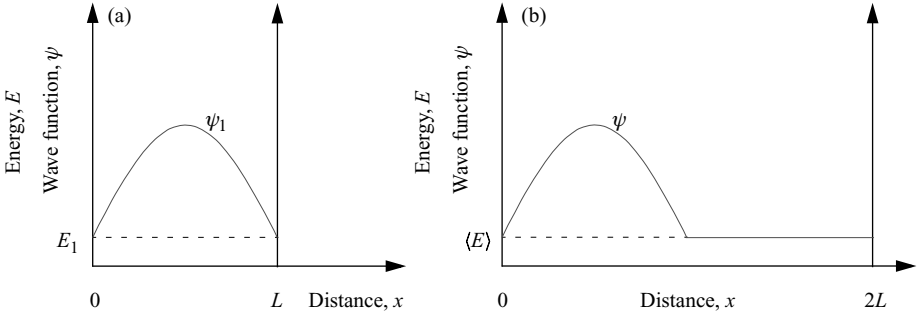 (a)
Energy, E
Wave function, ψ
ψ1
E1
0
L
Distance, x
(b)
Energy, E
Wave function, ψ
ψ
⟨E⟩
0
Distance, x
2L